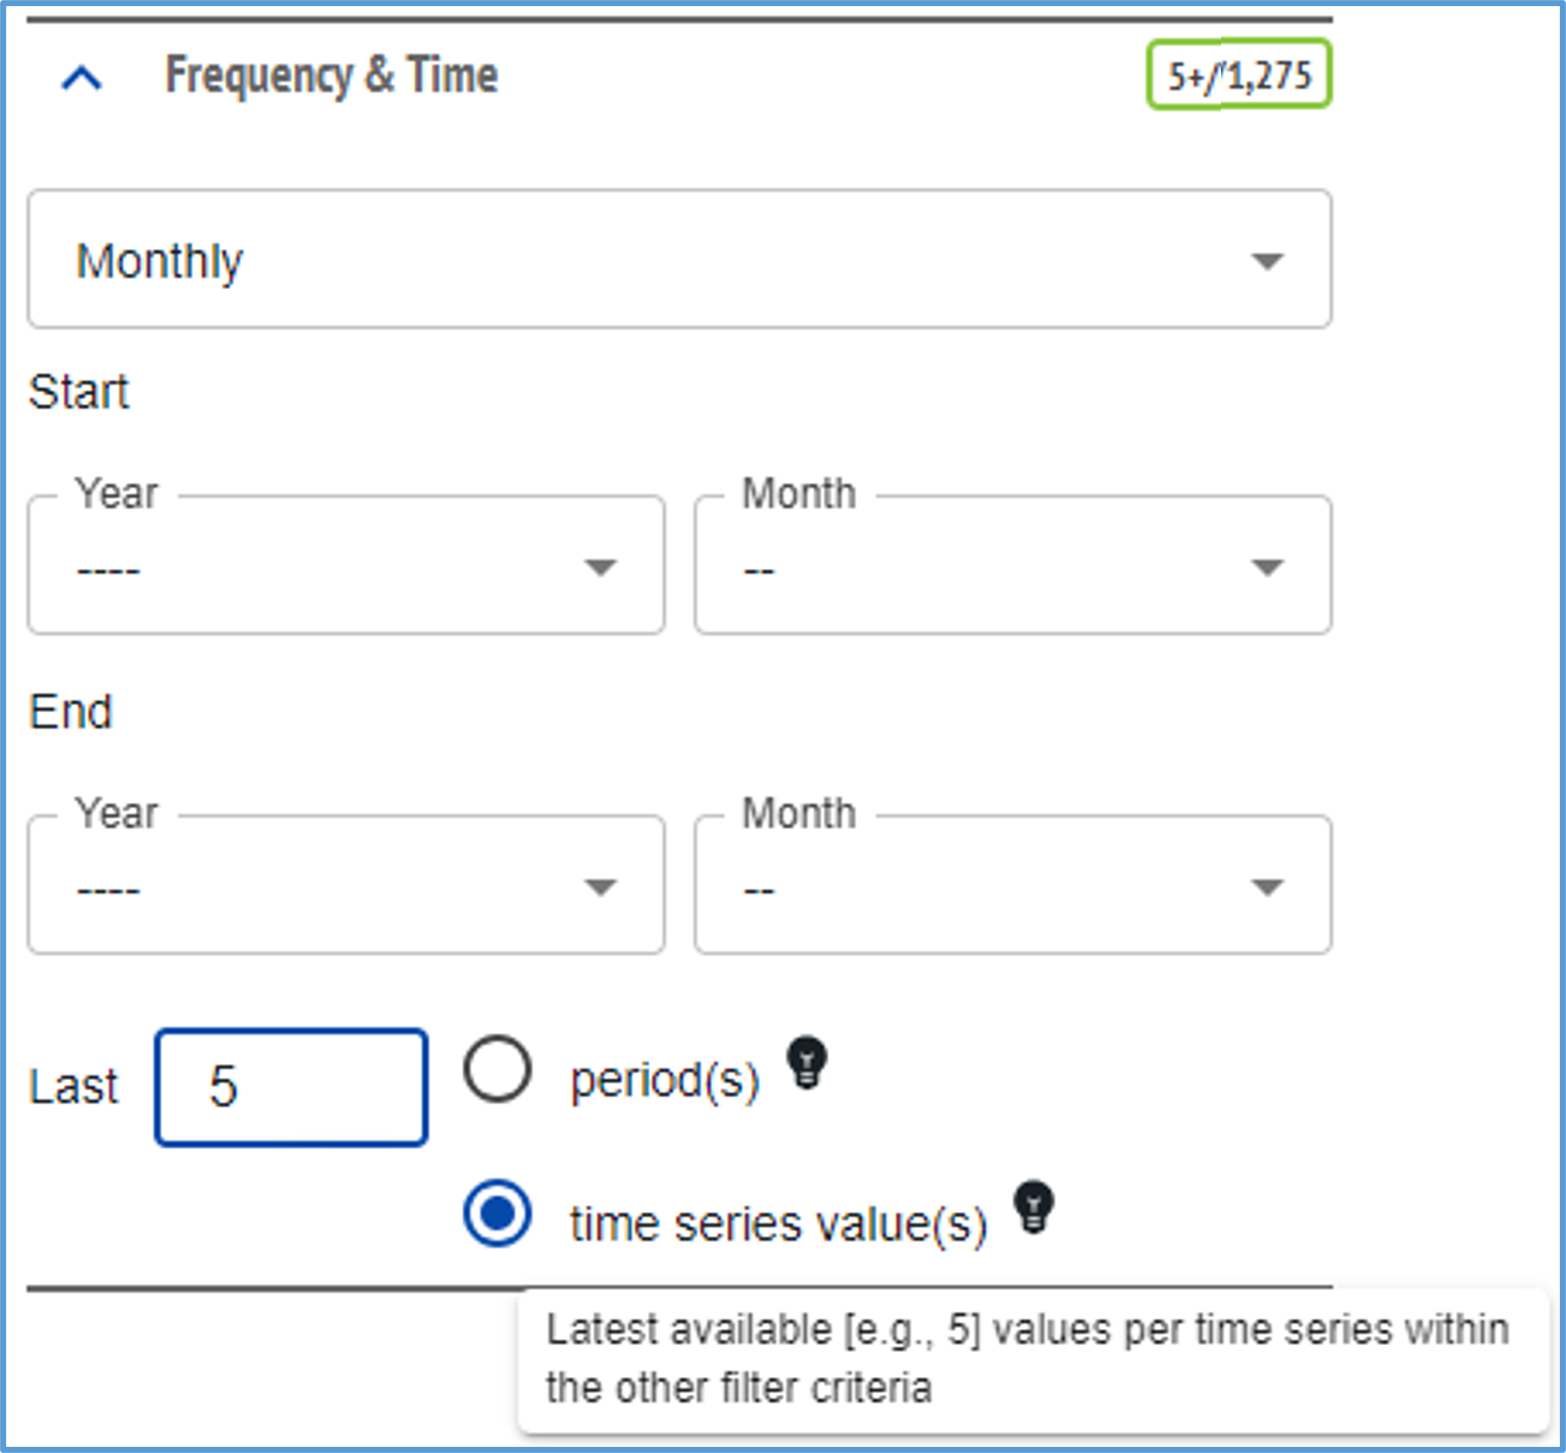 Frequency & Time 5+/1,275
Monthly
Start
Year Month
---- --
End
Year Month
---- --
Last 5 period(s)
time series value(s)
Latest available [e.g., 5] values per time series within
the other filter criteria